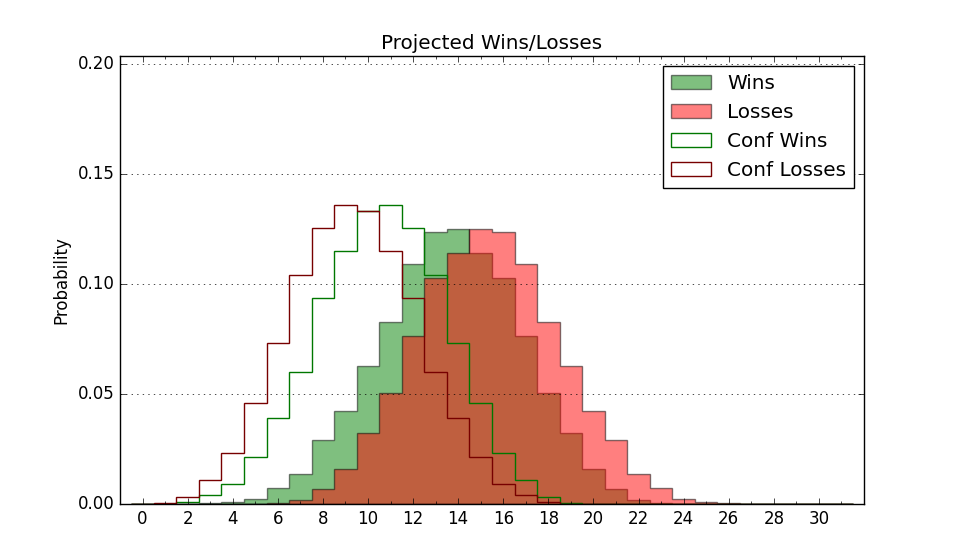 Projected Wins/Losses
0.20
0.15
0.10
0.05
0.00
Probability
Wins
Losses
Conf Wins
Conf Losses
0 2 4 6 8 10 12 14 16 18 20 22 24 26 28 30